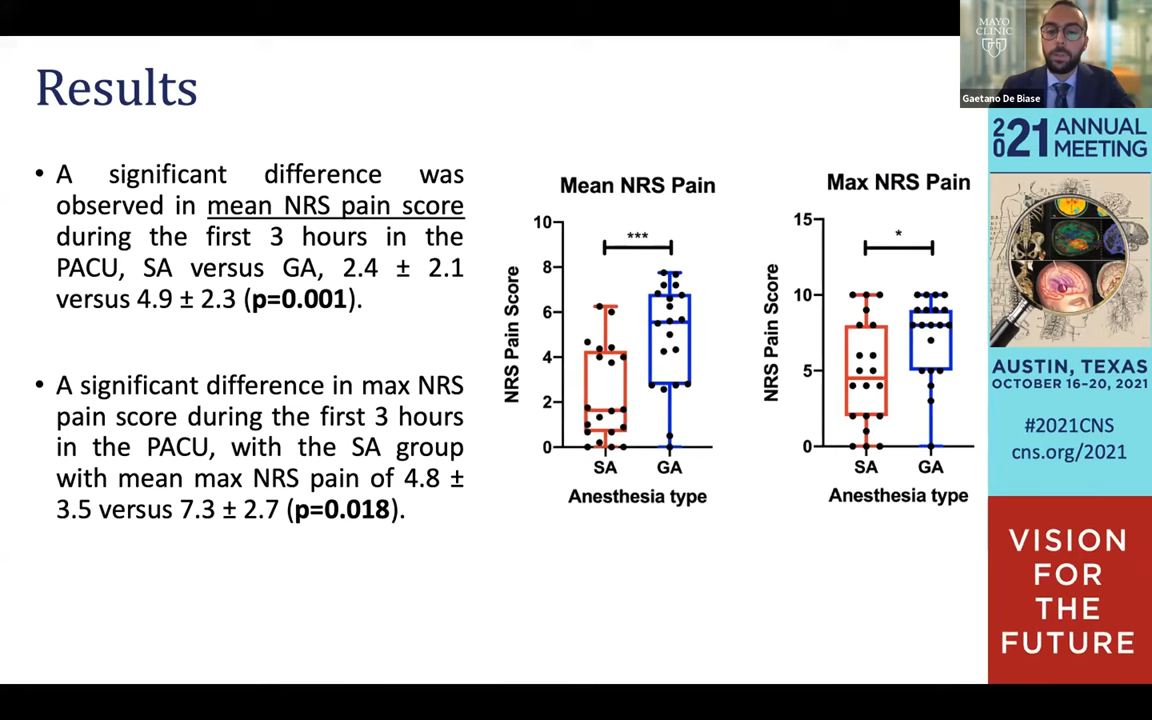 Results
• A significant difference was
observed in mean NRS pain score
during the first 3 hours in the
PACU, SA versus GA, 2.4 ± 2.1
versus 4.9 ± 2.3 (p=0.001).
• A significant difference in max NRS
pain score during the first 3 hours
in the PACU, with the SA group
with mean max NRS pain of 4.8 ±
3.5 versus 7.3 ± 2.7 (p=0.018).
Mean NRS Pain
NRS Pain Score
10
8
6
4
2
0
***
SA GA
Anesthesia type
Max NRS Pain
NRS Pain Score
15
10
5
0
*
SA GA
Anesthesia type
MAYO
CLINIC
Gaetano De Biase
2021 ANNUAL
MEETING
AUSTIN, TEXAS
OCTOBER 16–20, 2021
#2021CNS
cns.org/2021
VISION
FOR
THE
FUTURE